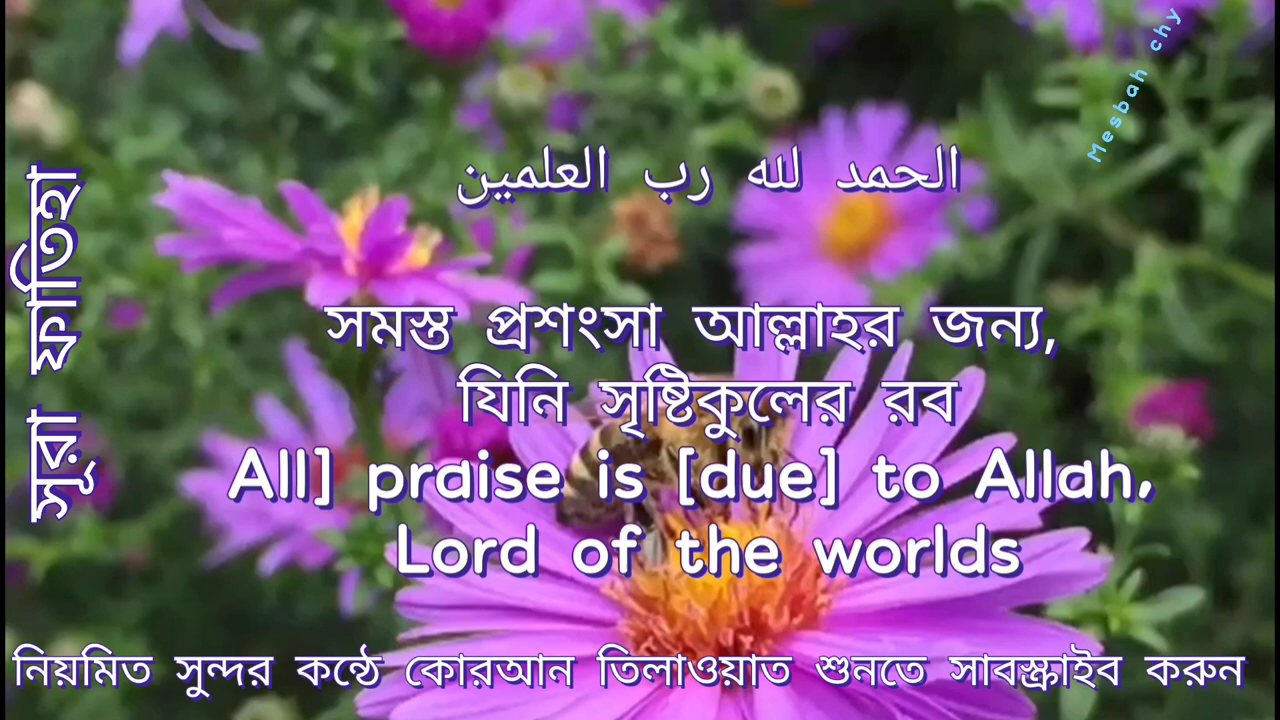 Mesbah chy
الحمد لله رب العلمين
সূরা ফাতিহা
সমস্ত প্রশংসা আল্লাহর জন্য,
যিনি সৃষ্টিকুলের রব
All] praise is [due] to Allah,
Lord of the worlds
নিয়মিত সুন্দর কন্ঠে কোরআন তিলাওয়াত শুনতে সাবস্ক্রাইব করুন